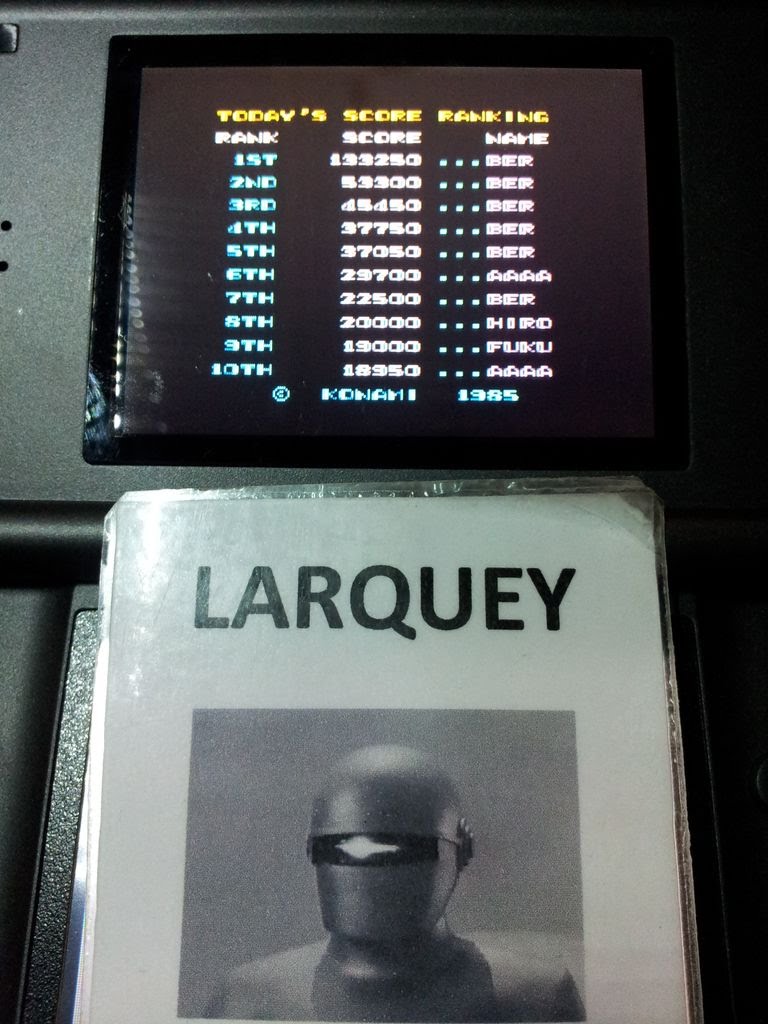 TODAY'S SCORE RANKING
RANK SCORE NAME
1ST 133250 ...BER
2ND 53300 ...BER
3RD 45450 ...BER
4TH 37750 ...BER
5TH 37050 ...BER
6TH 29700 ...AAAA
7TH 22500 ...BER
8TH 20000 ...HIRO
9TH 19000 ...FUKU
10TH 18950 ...AAAA
© KONAMI 1985
LARQUEY